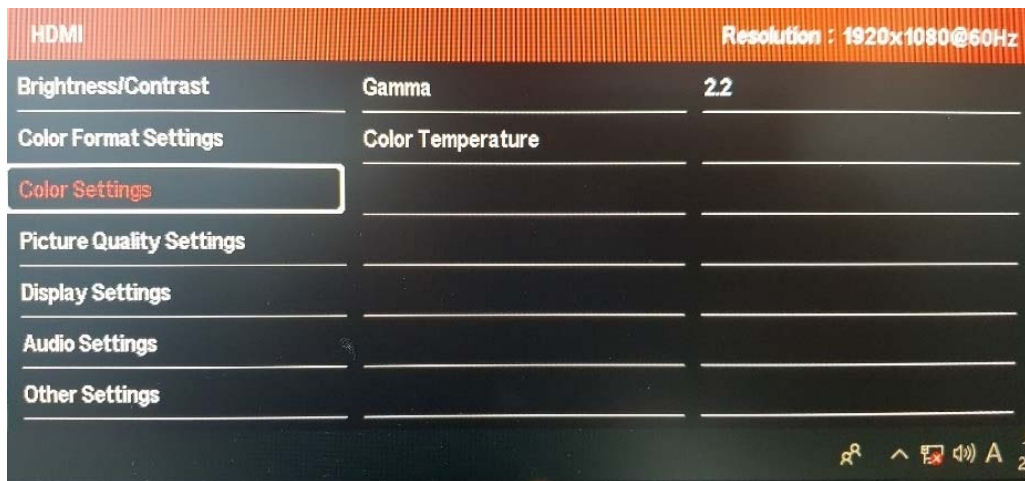 HDMI Resolution : 1920x1080@60Hz
Brightness/Contrast Gamma 2.2
Color Format Settings Color Temperature
Color Settings
Picture Quality Settings
Display Settings
Audio Settings
Other Settings
A